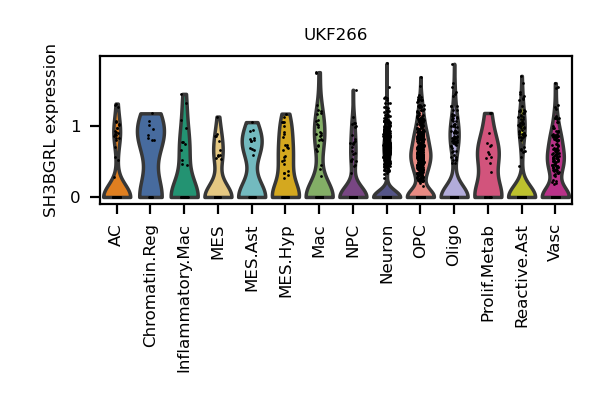 UKF266
SH3BGRL expression
1
0
AC
Chromatin.Reg
Inflammatory.Mac
MES
MES.Ast
MES.Hyp
Mac
NPC
Neuron
OPC
Oligo
Prolif.Metab
Reactive.Ast
Vasc